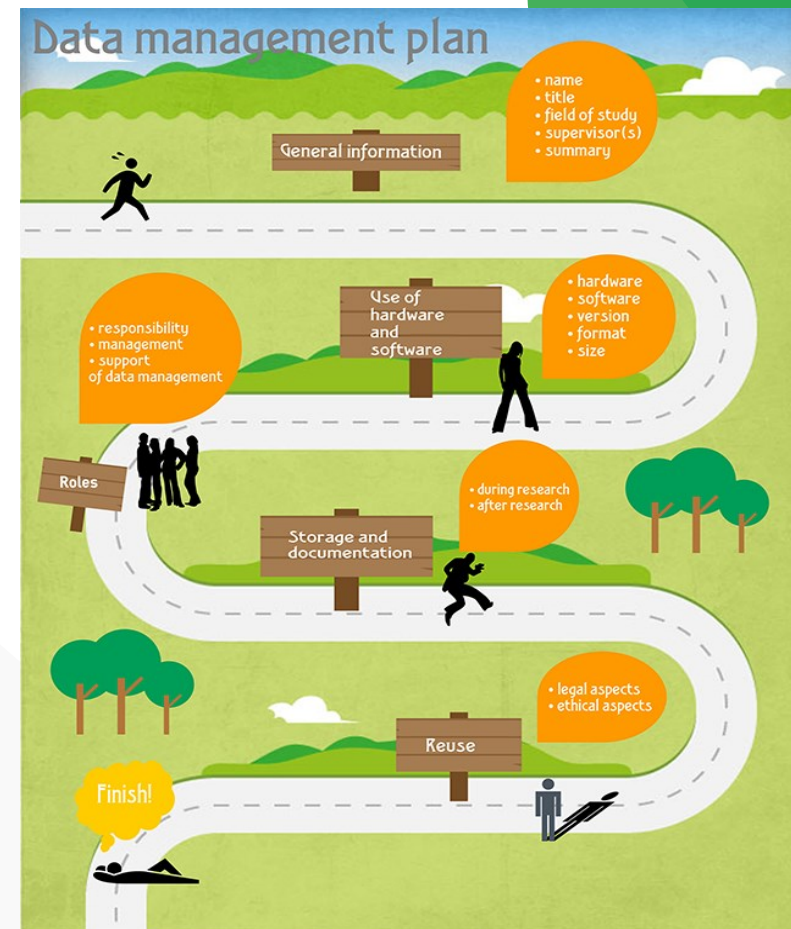 Data management plan
• name
• title
• field of study
• supervisor(s)
• summary
General information
Use of
hardware
and
software
• hardware
• software
• version
• format
• size
• responsibility
• management
• support
of data management
Roles
• during research
• after research
Storage and
documentation
• legal aspects
• ethical aspects
Reuse
Finish!